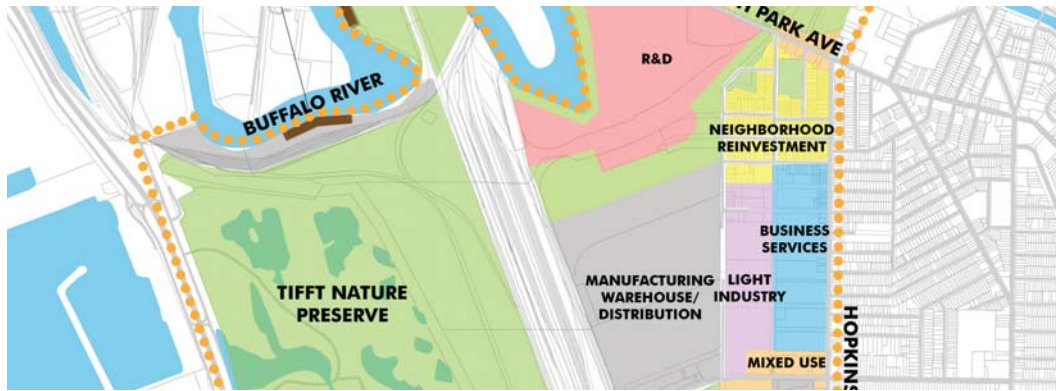 PARK AVE
R&D
BUFFALO RIVER
NEIGHBORHOOD
REINVESTMENT
BUSINESS
SERVICES
TIFFT NATURE
PRESERVE
MANUFACTURING
WAREHOUSE/
DISTRIBUTION
LIGHT
INDUSTRY
HOPKINS
MIXED USE